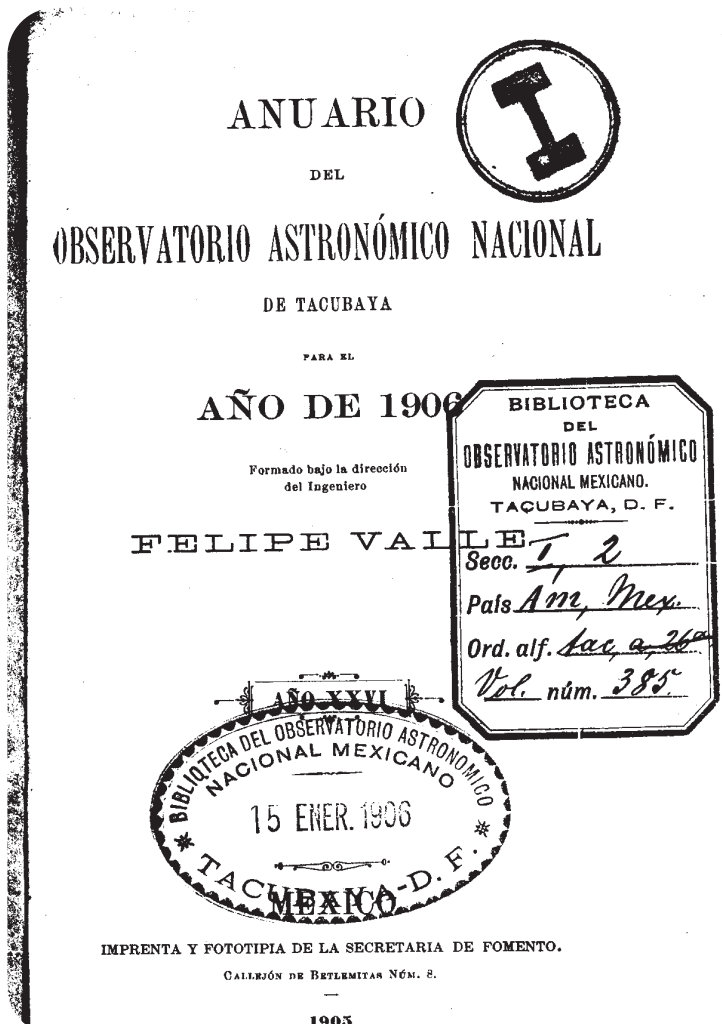 ANUARIO
DEL
OBSERVATORIO ASTRONÓMICO NACIONAL
DE TACUBAYA
PARA EL
AÑO DE 1906
Formado bajo la dirección
del Ingeniero
FELIPE VALLE
BIBLIOTECA
DEL
OBSERVATORIO ASTRONÓMICO
NACIONAL MEXICANO.
TACUBAYA, D. F.
Secc. I, 2
País Am, Mex.
Ord. alf. tac, a, 26a
Vol. núm. 385
AÑO XXVI
BIBLIOTECA DEL OBSERVATORIO ASTRONOMICO
NACIONAL MEXICANO
15 ENER. 1906
TACUBAYA-D. F.
MEXICO
IMPRENTA Y FOTOTIPIA DE LA SECRETARIA DE FOMENTO.
CALLEJÓN DE BETLEMITAS NÚM. 8.
1905